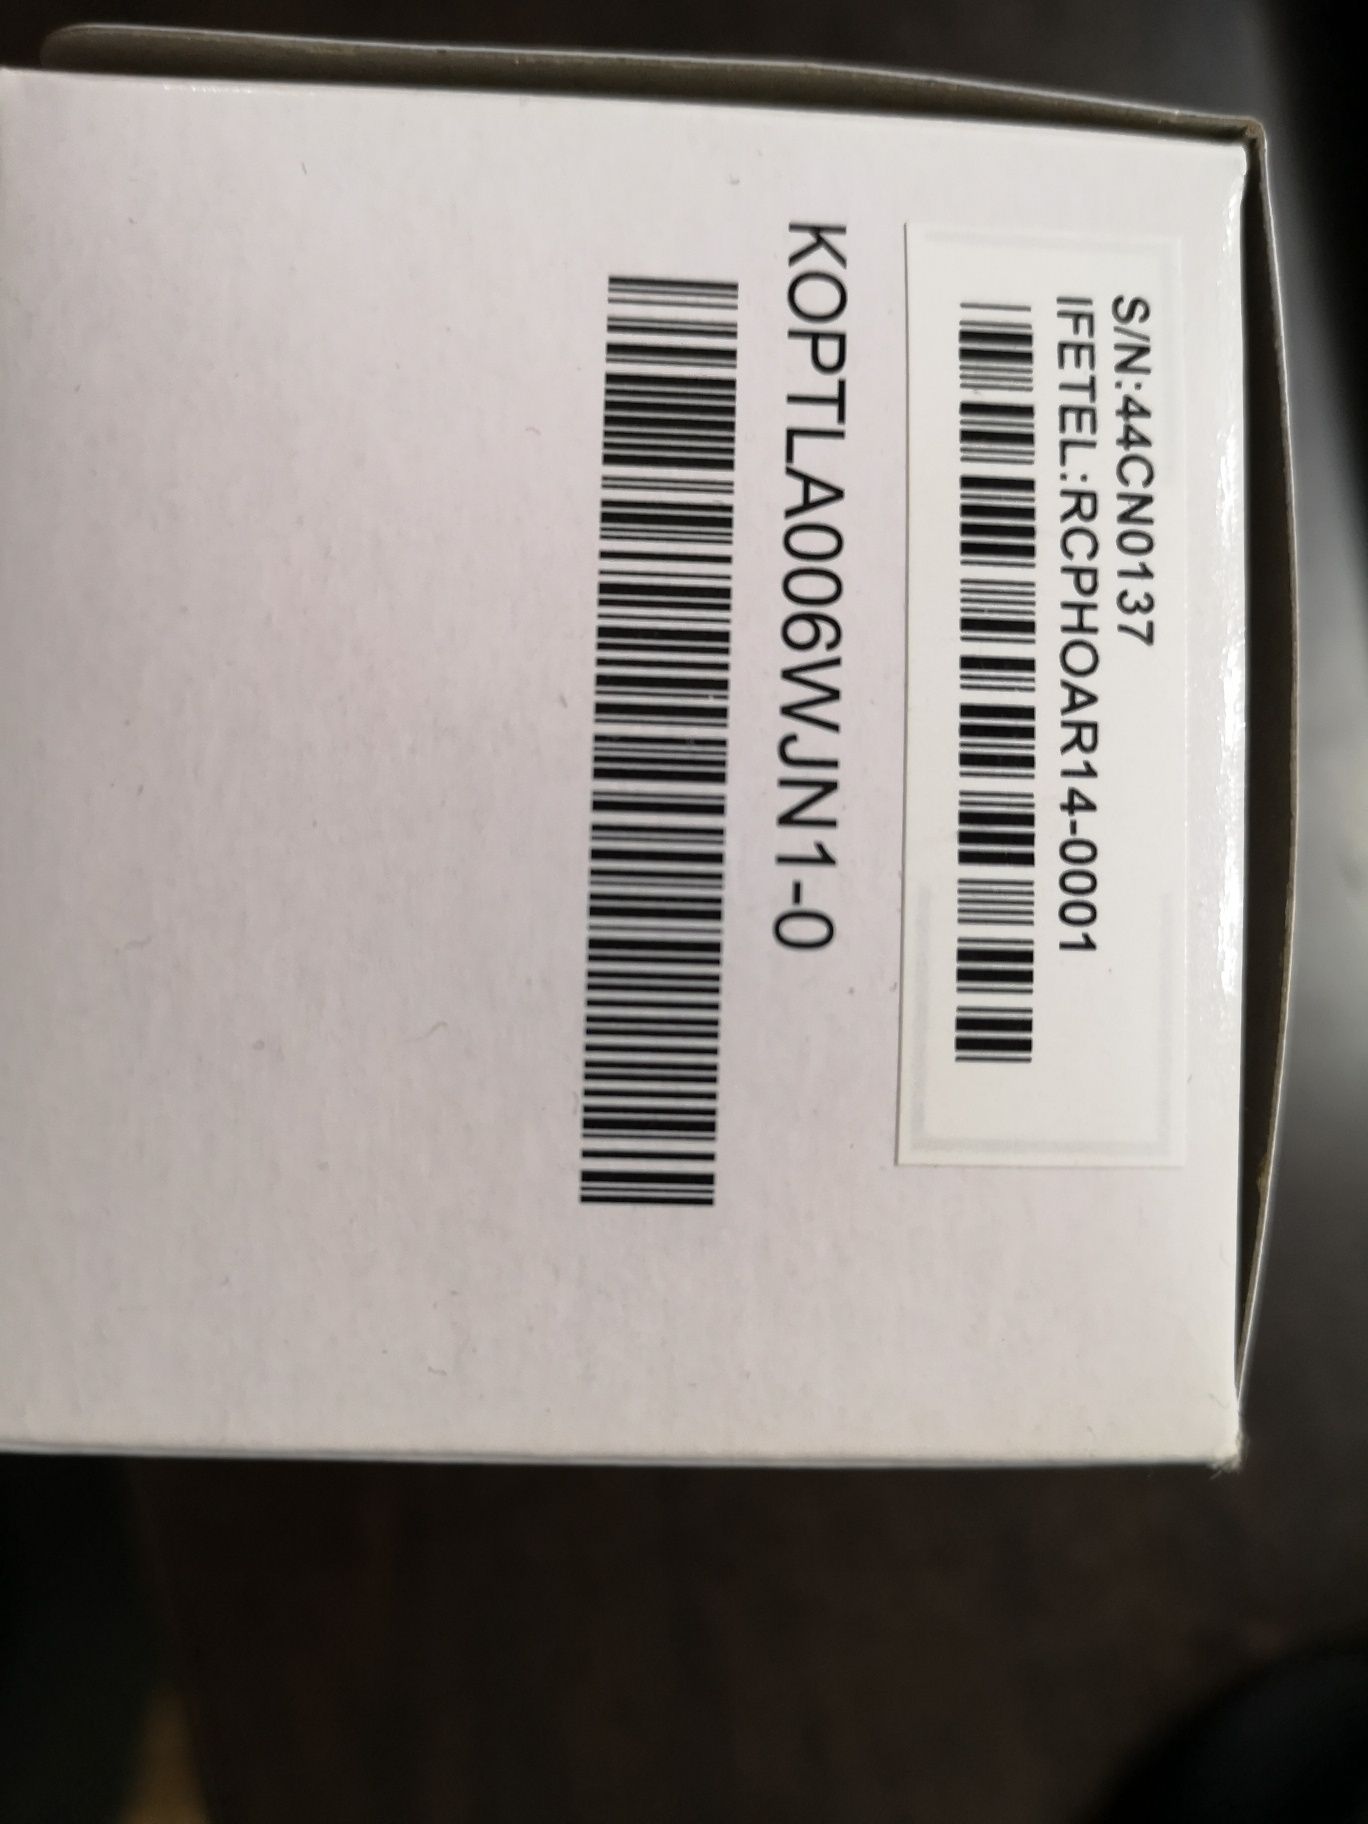 S/N:44CN0137
IFETEL:RCPHOAR14-0001
KOPTLA006WJN1-0